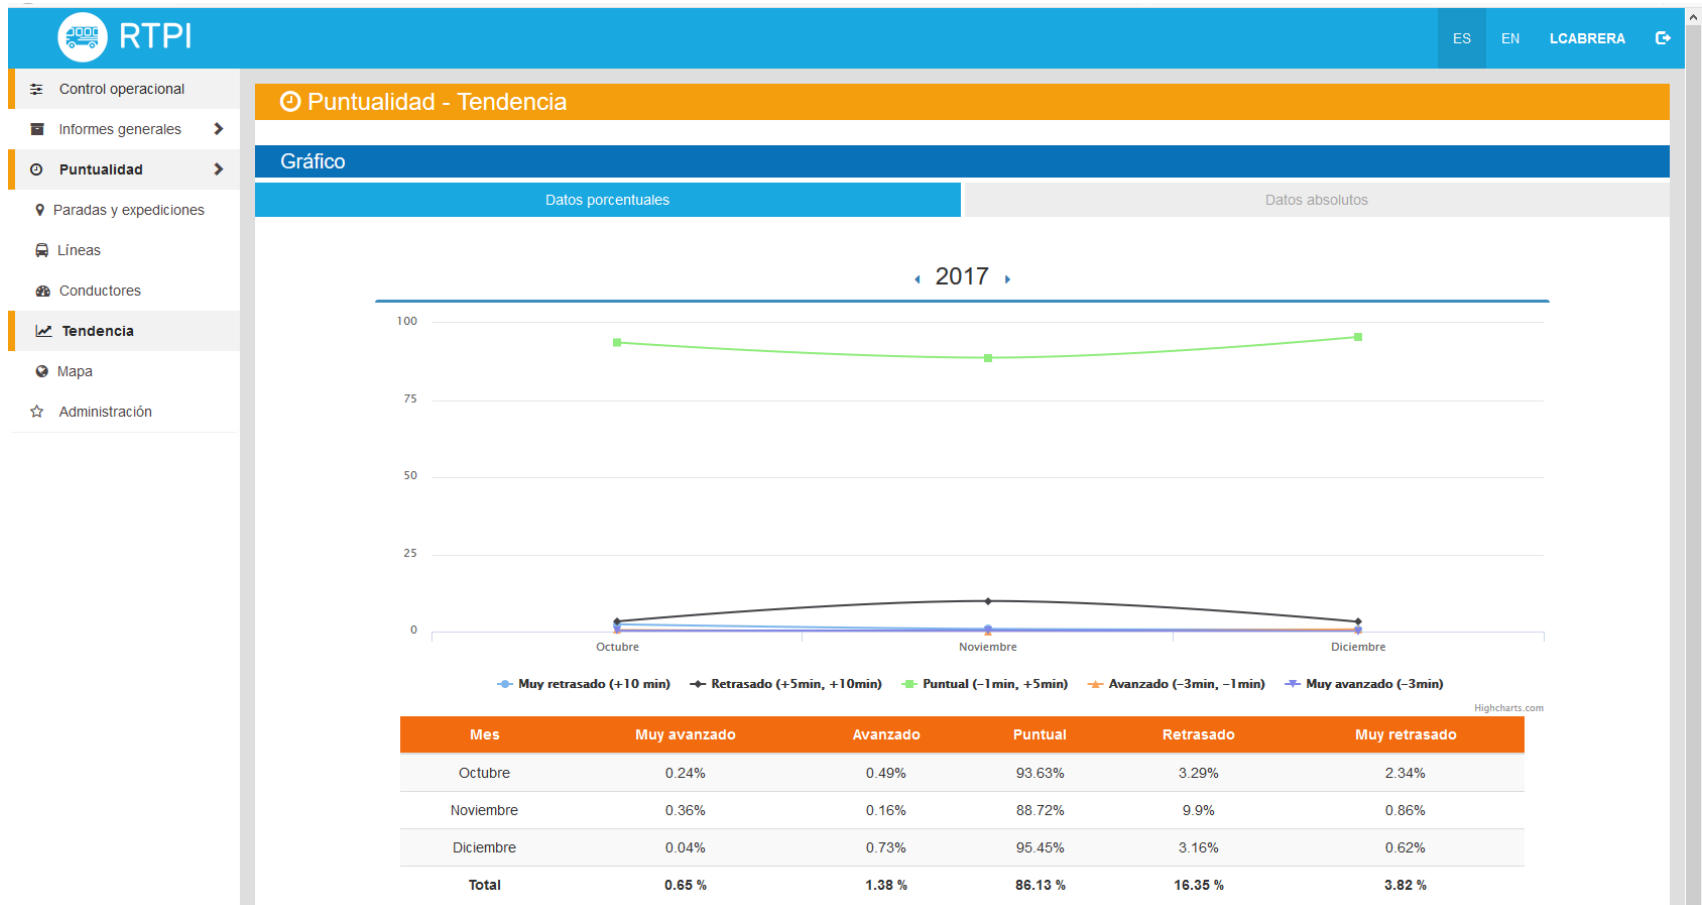 RTPI
ES EN LCABRERA
Control operacional
Informes generales
Puntualidad
Paradas y expediciones
Líneas
Conductores
Tendencia
Mapa
Administración
Puntualidad - Tendencia
Gráfico
Datos porcentuales Datos absolutos
2017
100
75
50
25
0
Octubre Noviembre Diciembre
Muy retrasado (+10 min) Retrasado (+5min, +10min) Puntual (-1min, +5min) Avanzado (-3min, -1min) Muy avanzado (-3min)
Highcharts.com
Mes Muy avanzado Avanzado Puntual Retrasado Muy retrasado
Octubre 0.24% 0.49% 93.63% 3.29% 2.34%
Noviembre 0.36% 0.16% 88.72% 9.9% 0.86%
Diciembre 0.04% 0.73% 95.45% 3.16% 0.62%
Total 0.65 % 1.38 % 86.13 % 16.35 % 3.82 %